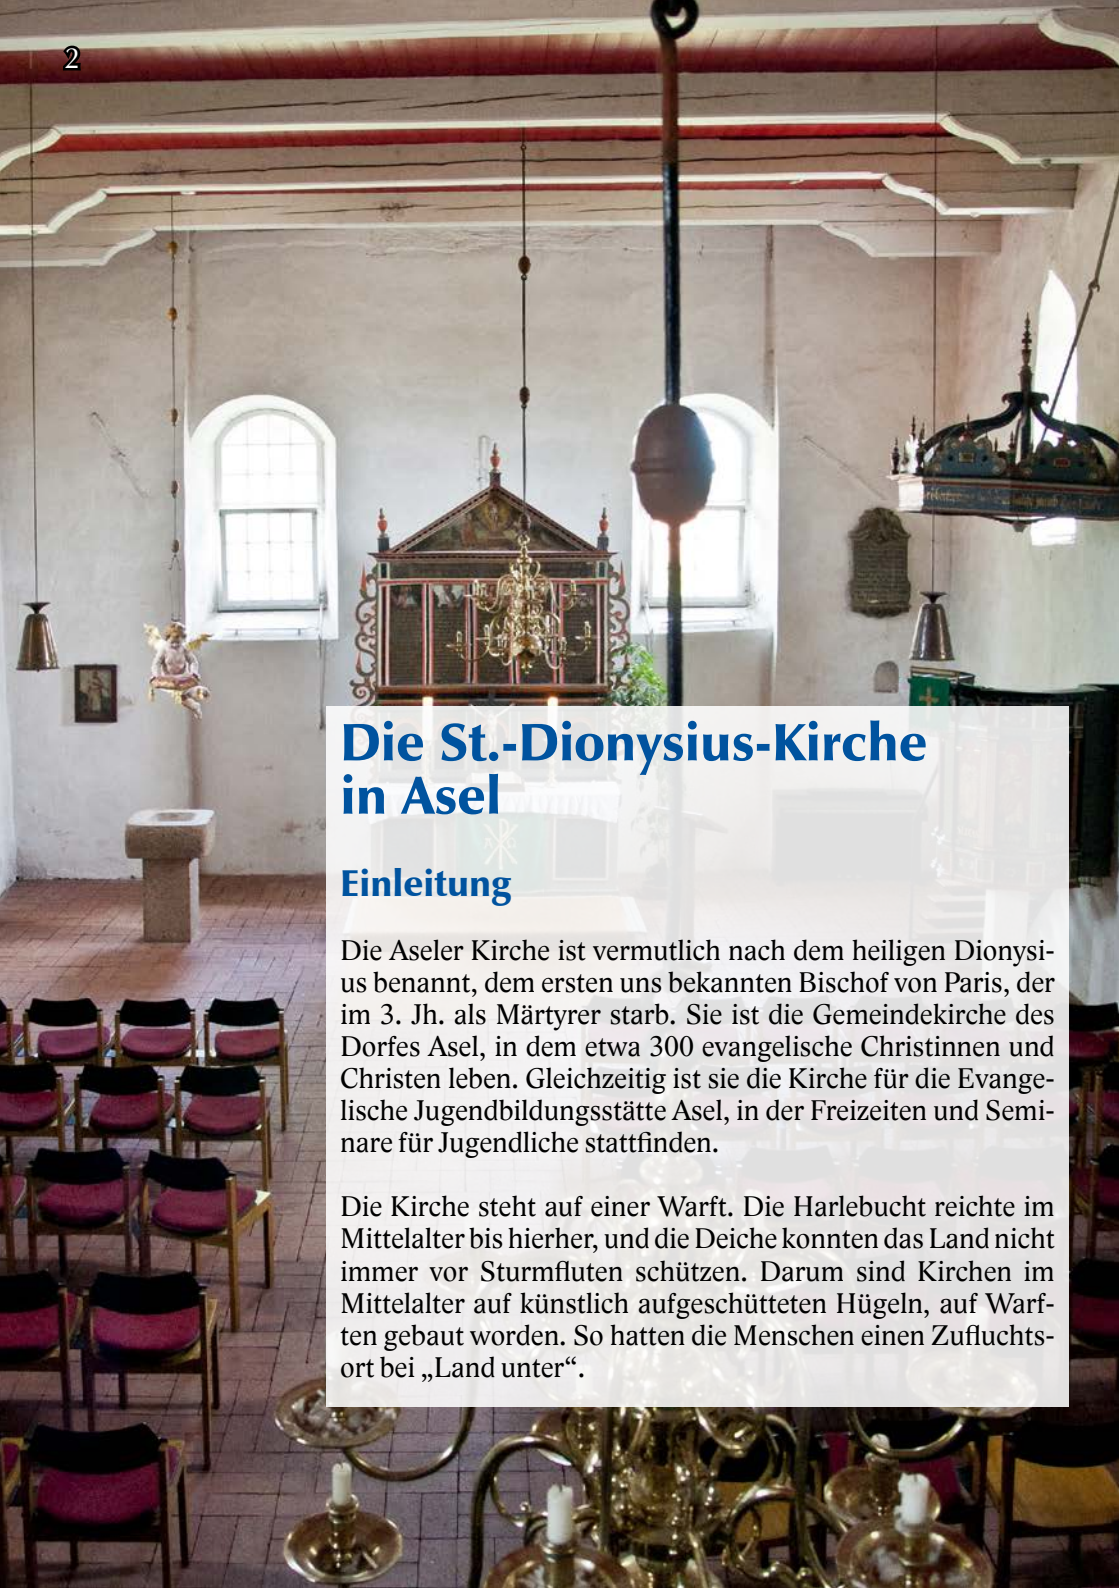 2
Die St.-Dionysius-Kirche
in Asel
Einleitung
Die Aseler Kirche ist vermutlich nach dem heiligen Dionysi-
us benannt, dem ersten uns bekannten Bischof von Paris, der
im 3. Jh. als Märtyrer starb. Sie ist die Gemeindekirche des
Dorfes Asel, in dem etwa 300 evangelische Christinnen und
Christen leben. Gleichzeitig ist sie die Kirche für die Evange-
lische Jugendbildungsstätte Asel, in der Freizeiten und Semi-
nare für Jugendliche stattfinden.
Die Kirche steht auf einer Warft. Die Harlebucht reichte im
Mittelalter bis hierher, und die Deiche konnten das Land nicht
immer vor Sturmfluten schützen. Darum sind Kirchen im
Mittelalter auf künstlich aufgeschütteten Hügeln, auf Warf-
ten gebaut worden. So hatten die Menschen einen Zufluchts-
ort bei „Land unter“.